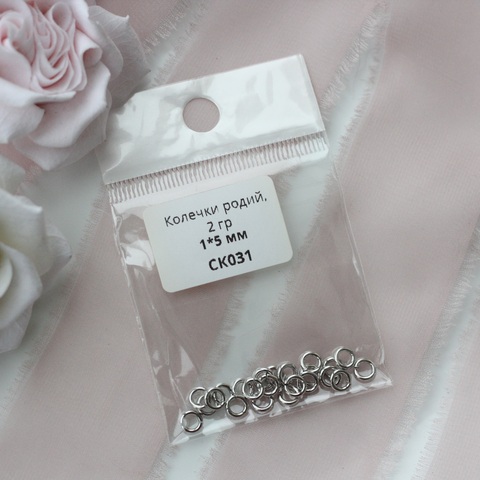 Колечки родий,
2 гр
1*5 мм
СК031